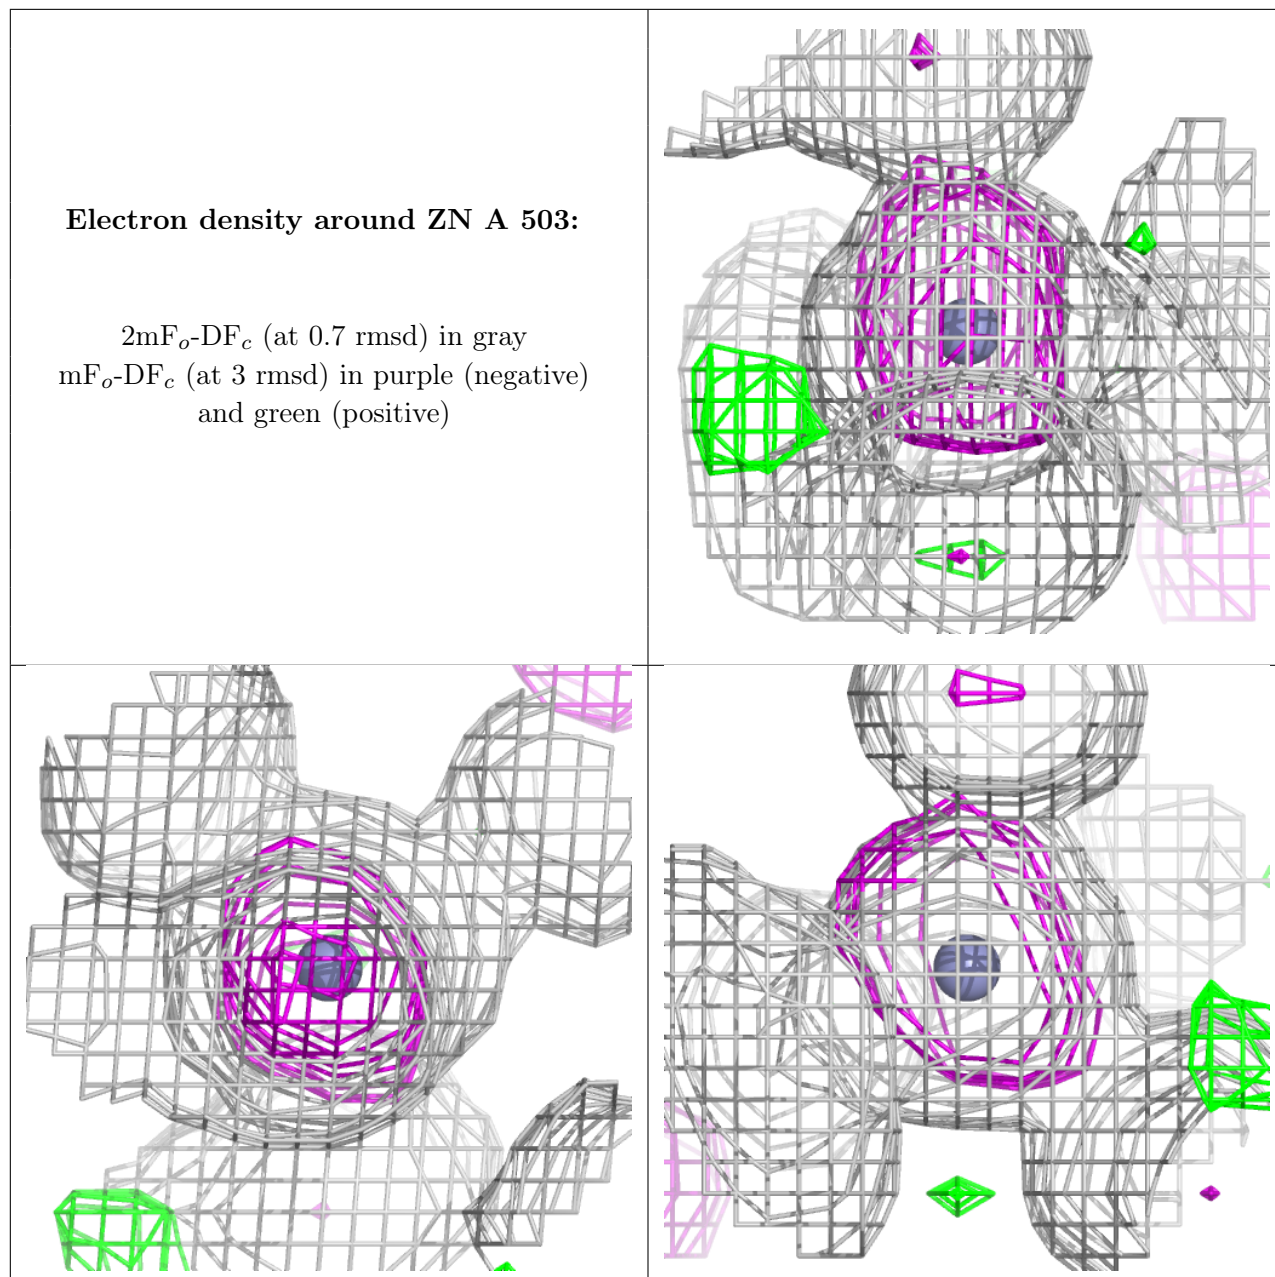 Electron density around ZN A 503:
2mFo-DFc (at 0.7 rmsd) in gray
mFo-DFc (at 3 rmsd) in purple (negative)
and green (positive)